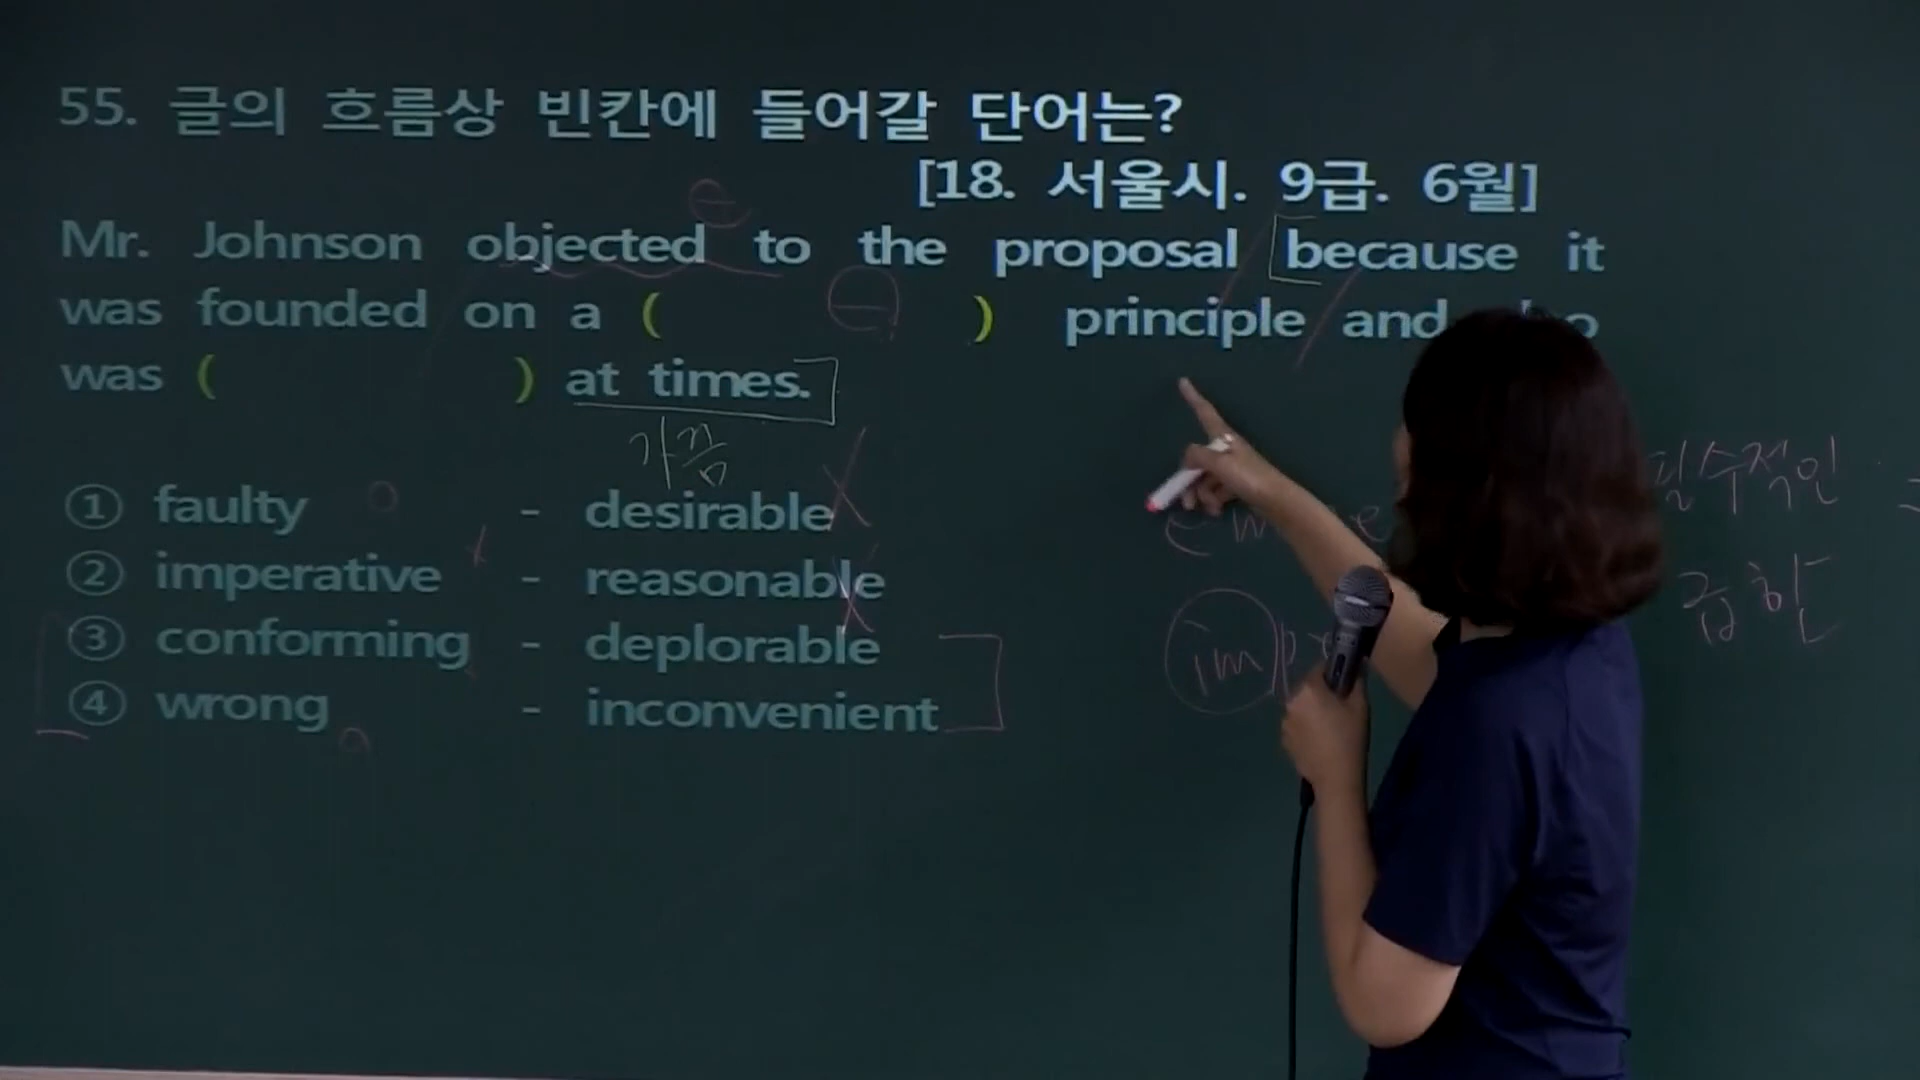 55. 글의 흐름상 빈칸에 들어갈 단어는?
[18. 서울시. 9급. 6월]
Mr. Johnson objected to the proposal because it
was founded on a ( ) principle and
was ( ) at times.
가끔
① faulty - desirable
② imperative - reasonable
③ conforming - deplorable
④ wrong - inconvenient
필수적인
급한
im